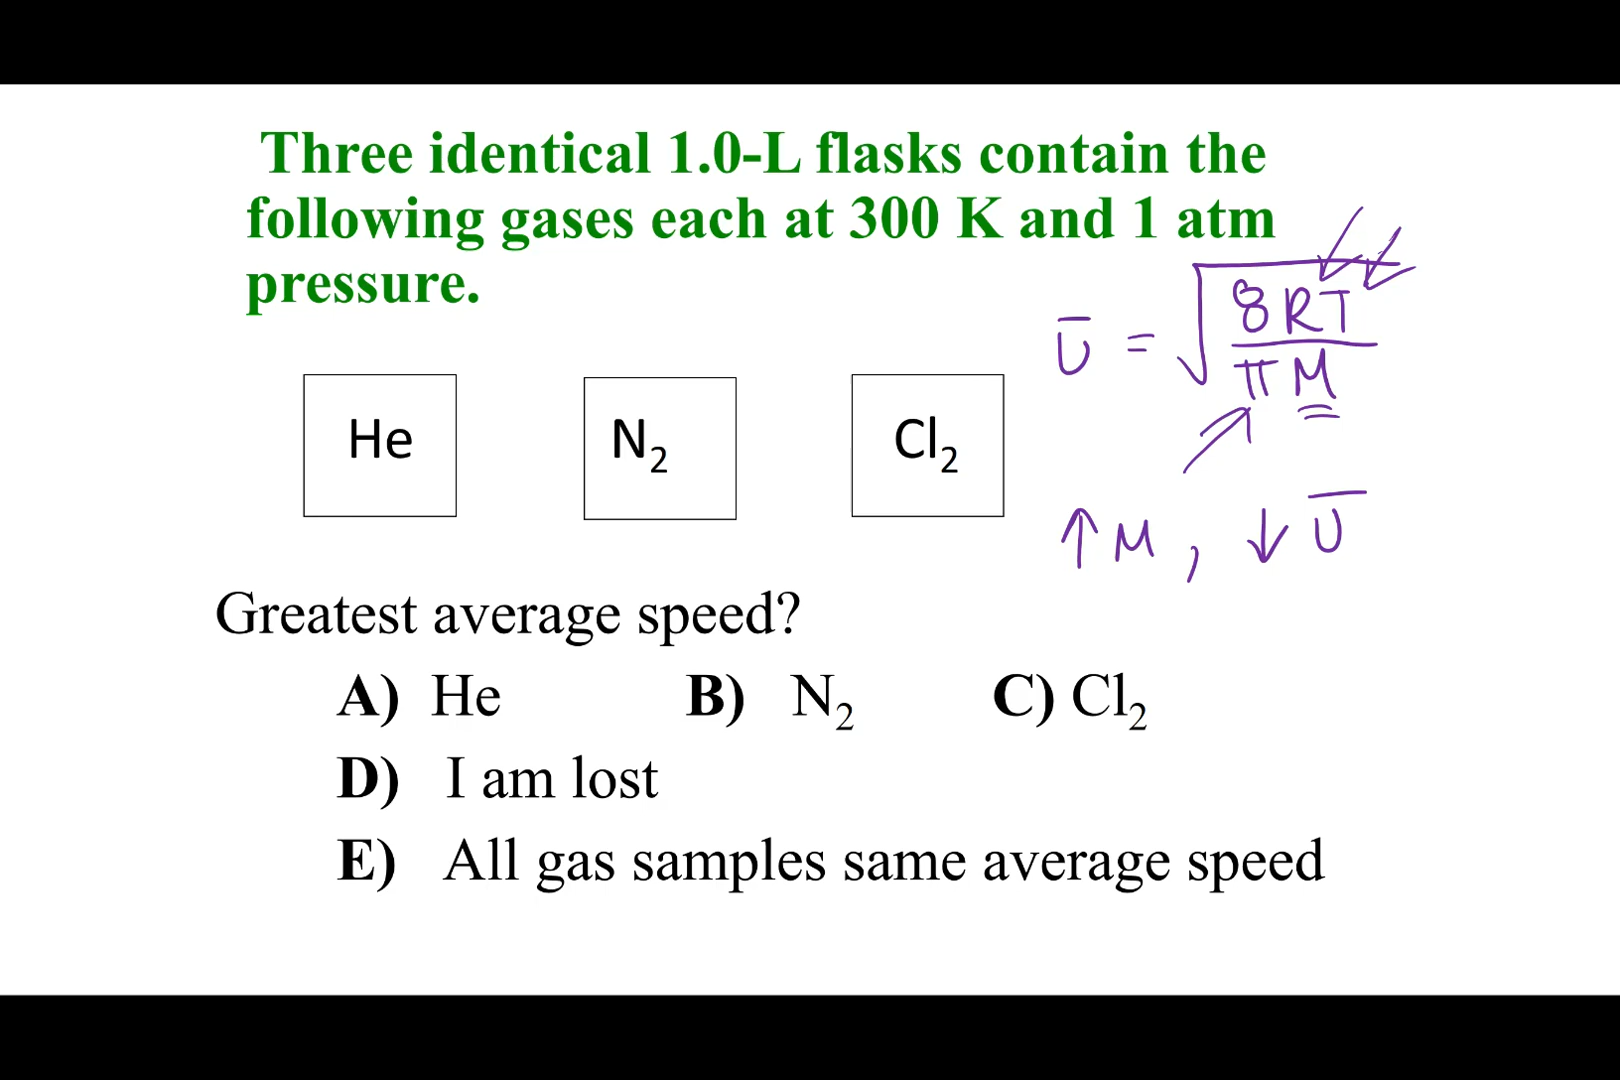 Three identical 1.0-L flasks contain the
following gases each at 300 K and 1 atm
pressure.
Ū = √(8RT / πM)
He N₂ Cl₂
↑ M, ↓ Ū
Greatest average speed?
A) He B) N₂ C) Cl₂
D) I am lost
E) All gas samples same average speed